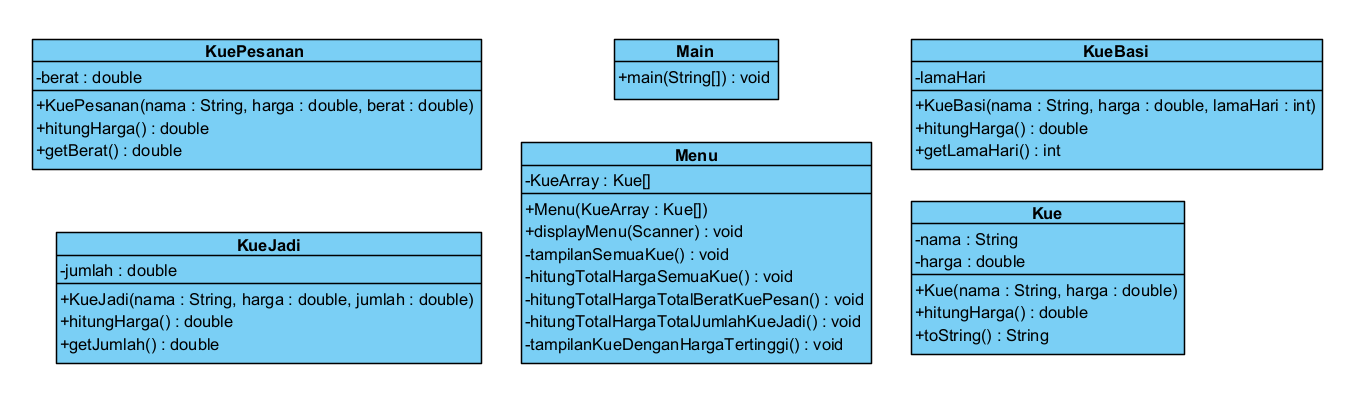 KuePesanan
-berat : double
+KuePesanan(nama : String, harga : double, berat : double)
+hitungHarga() : double
+getBerat() : double
Main
+main(String[]) : void
KueBasi
-lamaHari
+KueBasi(nama : String, harga : double, lamaHari : int)
+hitungHarga() : double
+getLamaHari() : int
Menu
-KueArray : Kue[]
+Menu(KueArray : Kue[])
+displayMenu(Scanner) : void
-tampilanSemuaKue() : void
-hitungTotalHargaSemuaKue() : void
-hitungTotalHargaTotalBeratKuePesan() : void
-hitungTotalHargaTotalJumlahKueJadi() : void
-tampilanKueDenganHargaTertinggi() : void
KueJadi
-jumlah : double
+KueJadi(nama : String, harga : double, jumlah : double)
+hitungHarga() : double
+getJumlah() : double
Kue
-nama : String
-harga : double
+Kue(nama : String, harga : double)
+hitungHarga() : double
+toString() : String